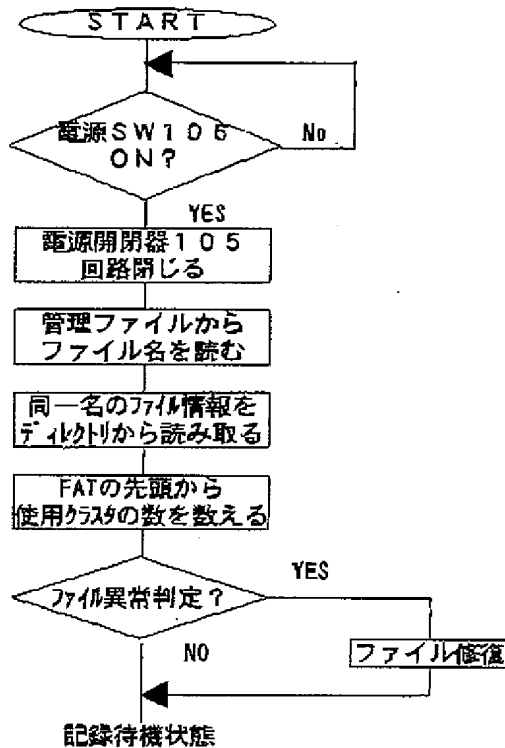 ＳＴＡＲＴ
電源ＳＷ１０６
ＯＮ？
No
YES
電源開閉器１０５
回路閉じる
管理ファイルから
ファイル名を読む
同一名のﾌｧｲﾙ情報を
ﾃﾞｨﾚｸﾄﾘから読み取る
FATの先頭から
使用ｸﾗｽﾀの数を数える
ﾌｧｲﾙ異常判定？
YES
NO
ファイル修復
記録待機状態